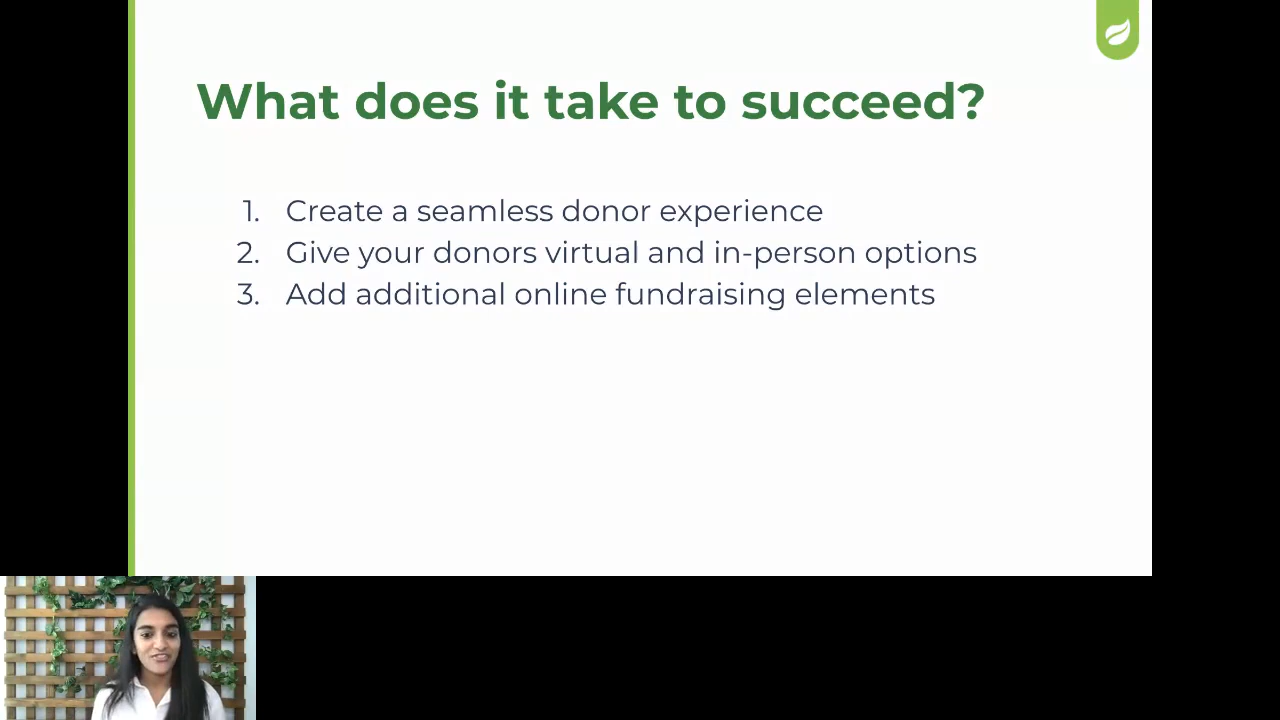 What does it take to succeed?
1. Create a seamless donor experience
2. Give your donors virtual and in-person options
3. Add additional online fundraising elements